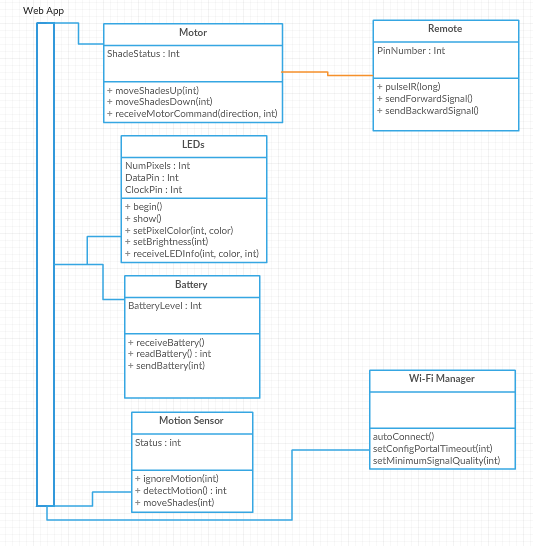 Web App
Motor
ShadeStatus : Int
+ moveShadesUp(int)
+ moveShadesDown(int)
+ receiveMotorCommand(direction, int)
Remote
PinNumber : Int
+ pulseIR(long)
+ sendForwardSignal()
+ sendBackwardSignal()
LEDs
NumPixels : Int
DataPin : Int
ClockPin : Int
+ begin()
+ show()
+ setPixelColor(int, color)
+ setBrightness(int)
+ receiveLEDInfo(int, color, int)
Battery
BatteryLevel : Int
+ receiveBattery()
+ readBattery() : int
+ sendBattery(int)
Wi-Fi Manager
autoConnect()
setConfigPortalTimeout(int)
setMinimumSignalQuality(int)
Motion Sensor
Status : int
+ ignoreMotion(int)
+ detectMotion() : int
+ moveShades(int)